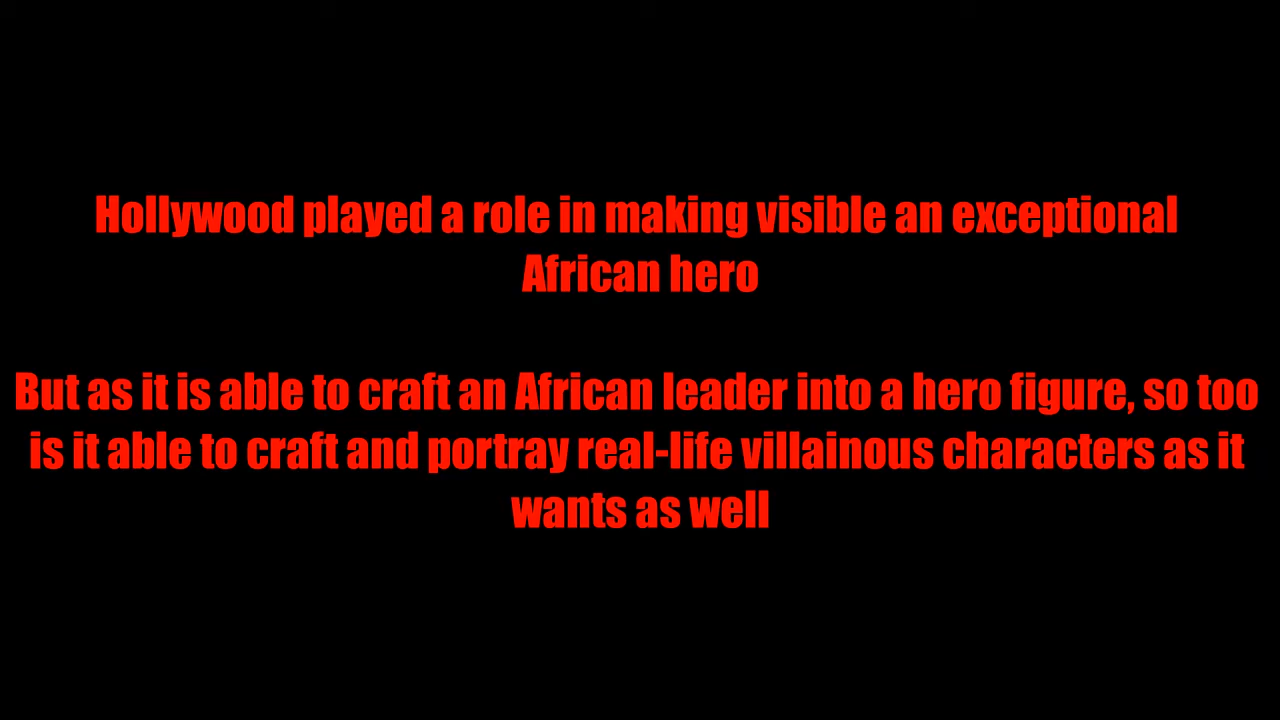 Hollywood played a role in making visible an exceptional
African hero
But as it is able to craft an African leader into a hero figure, so too
is it able to craft and portray real-life villainous characters as it
wants as well